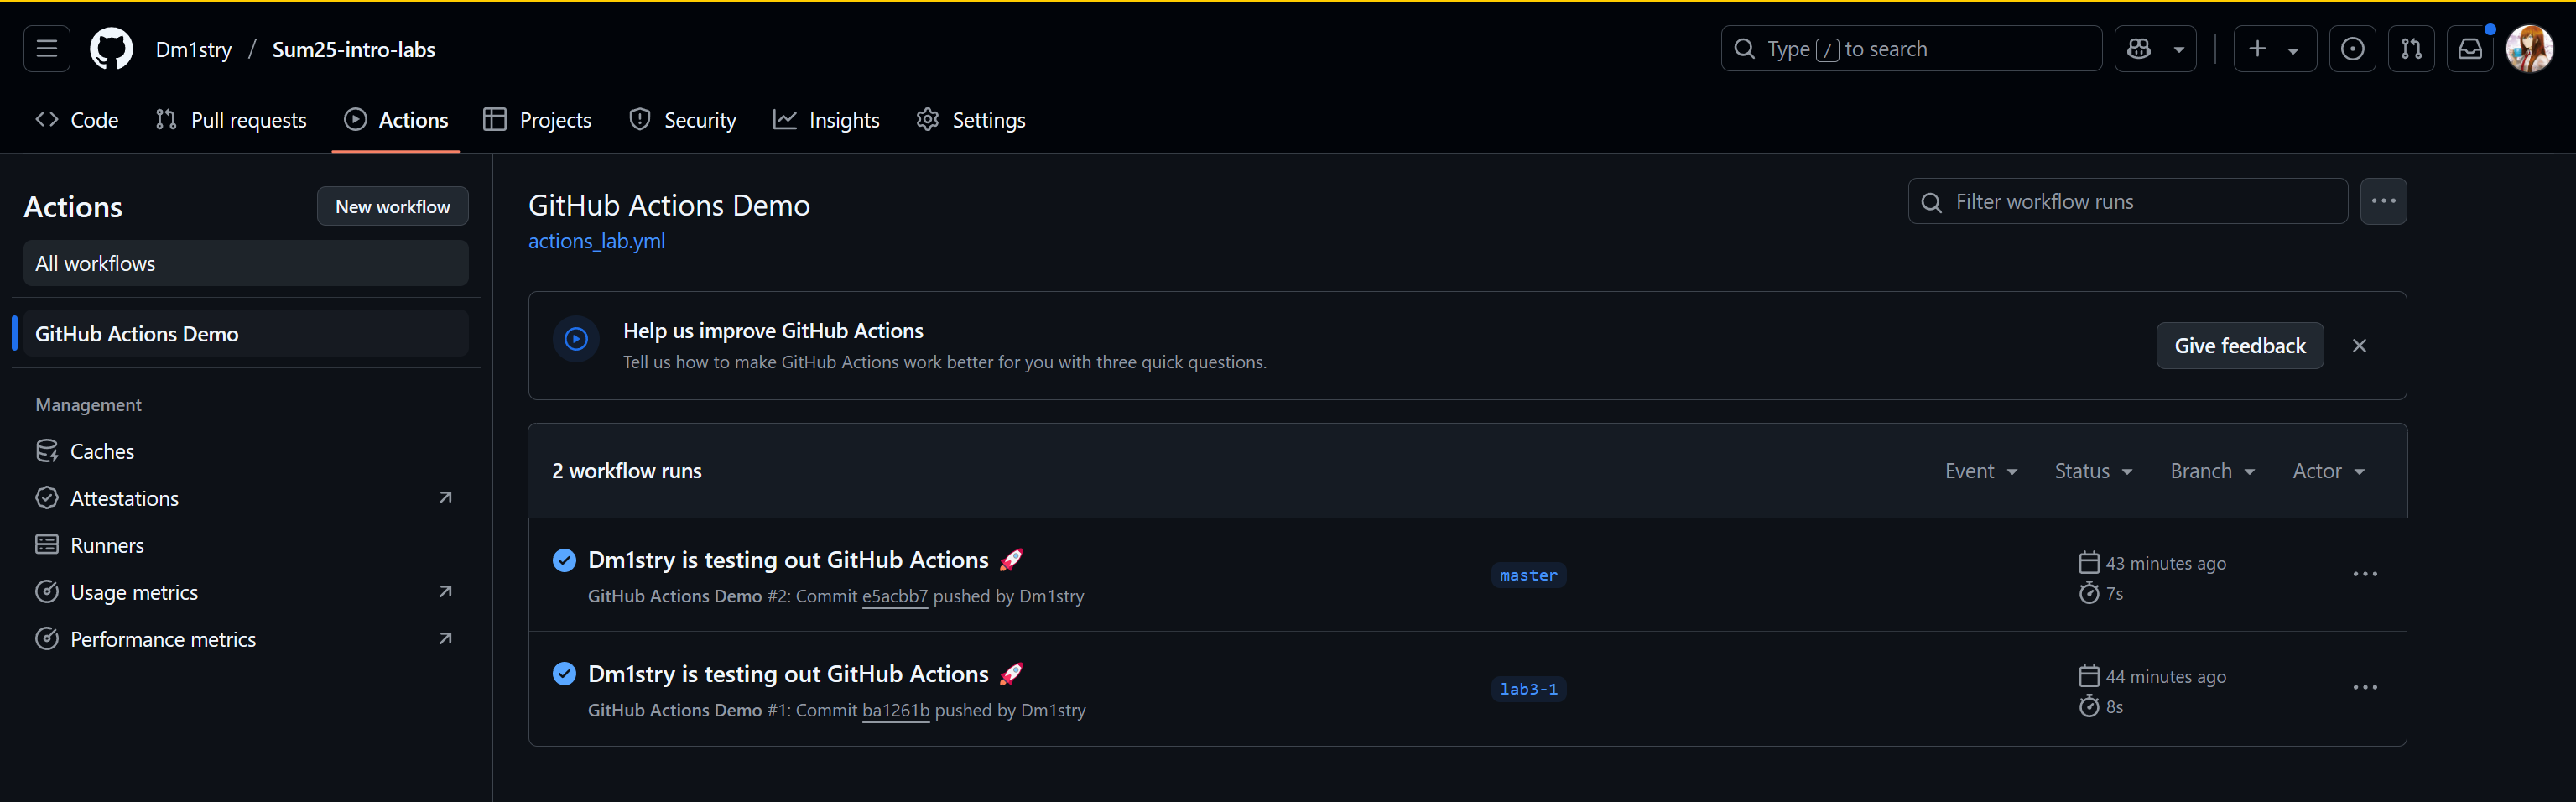 Dm1stry / Sum25-intro-labs
Type / to search
Code Pull requests Actions Projects Security Insights Settings
Actions
New workflow
All workflows
GitHub Actions Demo
Management
Caches
Attestations
Runners
Usage metrics
Performance metrics
GitHub Actions Demo
actions_lab.yml
Filter workflow runs
Help us improve GitHub Actions
Tell us how to make GitHub Actions work better for you with three quick questions.
Give feedback
2 workflow runs
Event Status Branch Actor
Dm1stry is testing out GitHub Actions 🚀
GitHub Actions Demo #2: Commit e5acbb7 pushed by Dm1stry
master
43 minutes ago
7s
Dm1stry is testing out GitHub Actions 🚀
GitHub Actions Demo #1: Commit ba1261b pushed by Dm1stry
lab3-1
44 minutes ago
8s